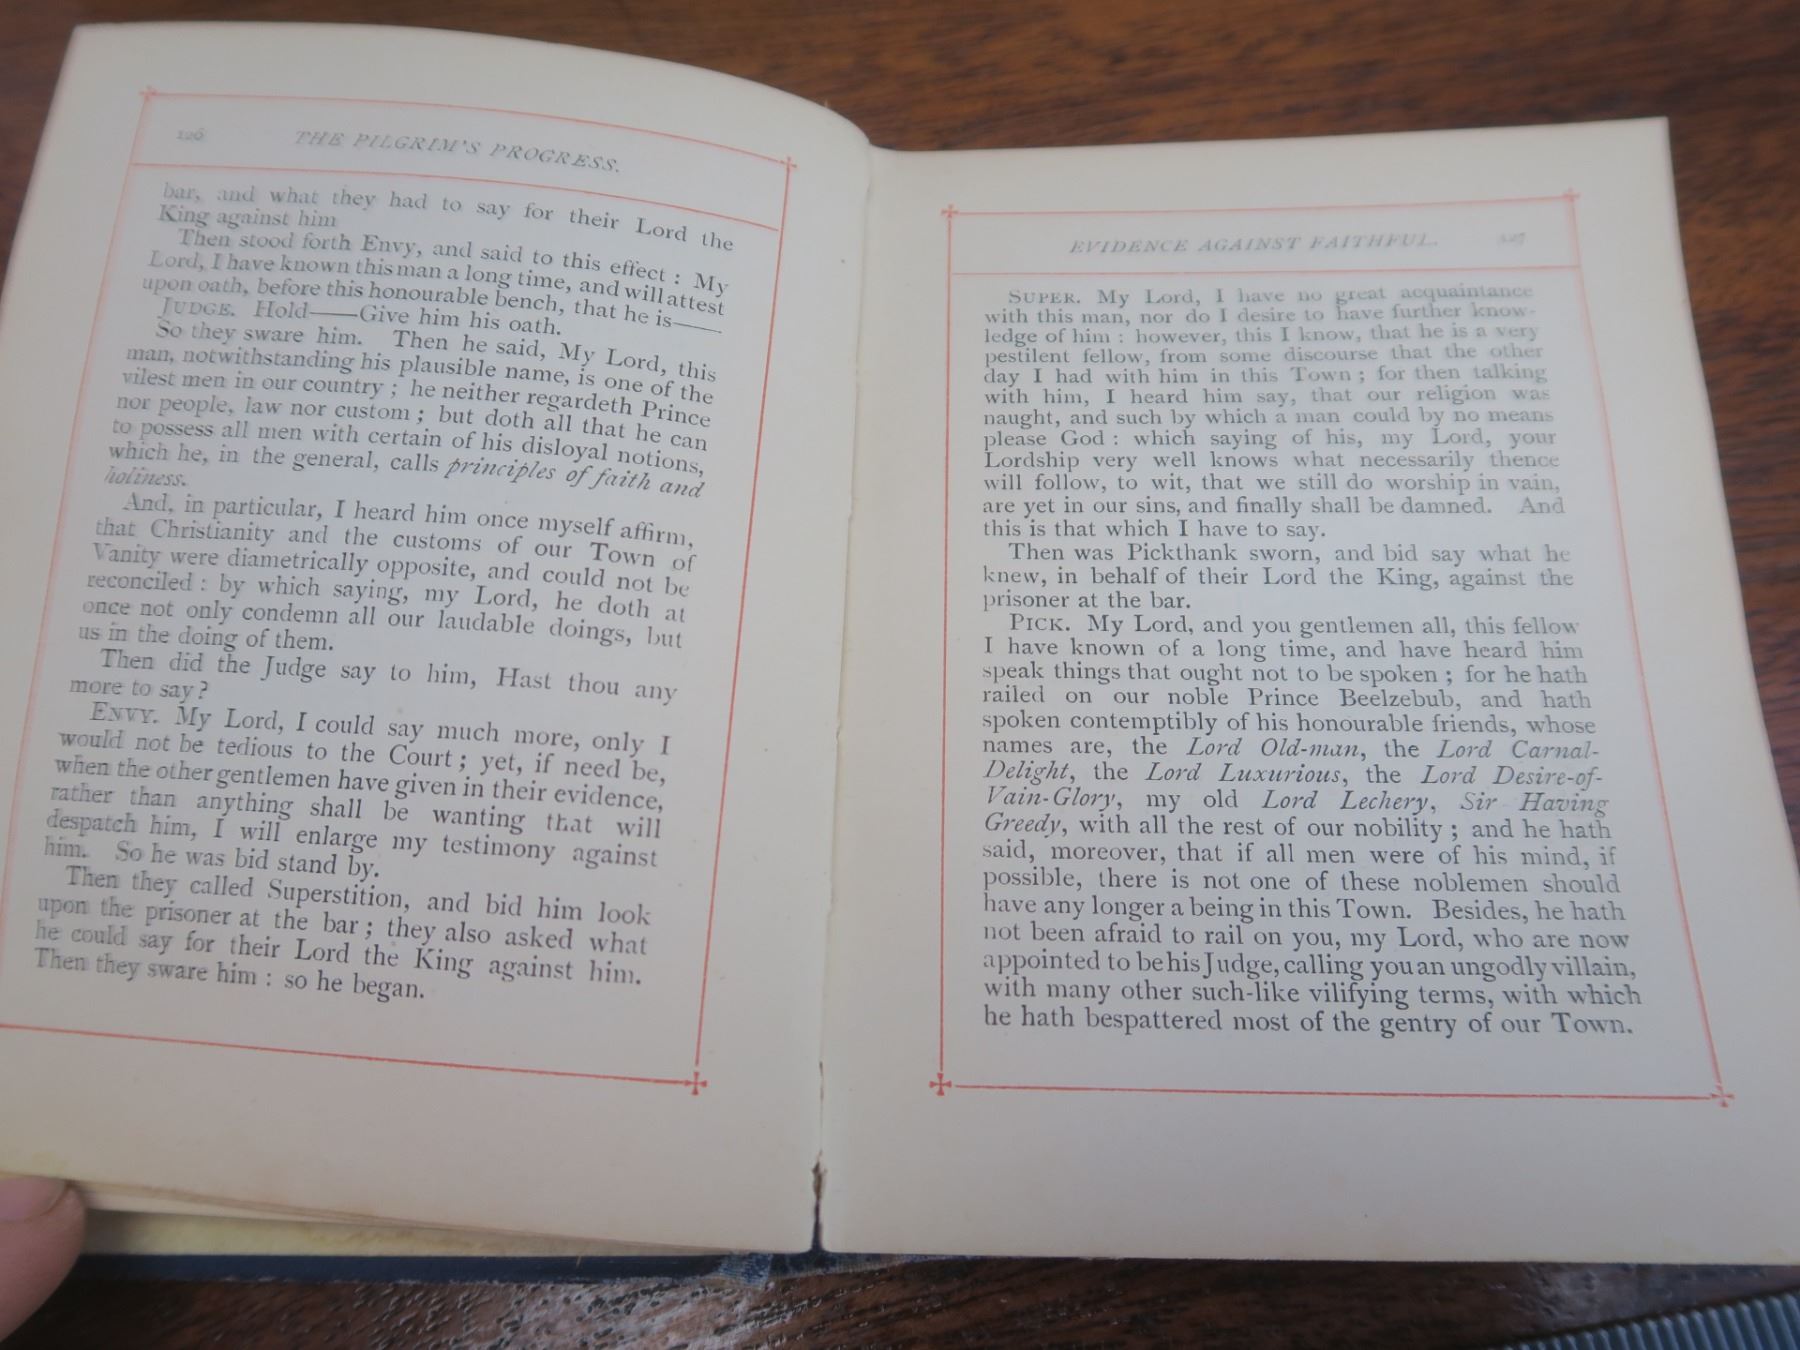 126 THE PILGRIM'S PROGRESS.
bar, and what they had to say for their Lord the
King against him
Then stood forth Envy, and said to this effect : My
Lord, I have known this man a long time, and will attest
upon oath, before this honourable bench, that he is——.
JUDGE. Hold——Give him his oath.
So they sware him. Then he said, My Lord, this
man, notwithstanding his plausible name, is one of the
vilest men in our country ; he neither regardeth Prince
nor people, law nor custom ; but doth all that he can
to possess all men with certain of his disloyal notions,
which he, in the general, calls principles of faith and
holiness.
And, in particular, I heard him once myself affirm,
that Christianity and the customs of our Town of
Vanity were diametrically opposite, and could not be
reconciled : by which saying, my Lord, he doth at
once not only condemn all our laudable doings, but
us in the doing of them.
Then did the Judge say to him, Hast thou any
more to say ?
ENVY. My Lord, I could say much more, only I
would not be tedious to the Court ; yet, if need be,
when the other gentlemen have given in their evidence,
rather than anything shall be wanting that will
despatch him, I will enlarge my testimony against
him. So he was bid stand by.
Then they called Superstition, and bid him look
upon the prisoner at the bar ; they also asked what
he could say for their Lord the King against him.
Then they sware him : so he began.
EVIDENCE AGAINST FAITHFUL. 127
SUPER. My Lord, I have no great acquaintance
with this man, nor do I desire to have further know-
ledge of him : however, this I know, that he is a very
pestilent fellow, from some discourse that the other
day I had with him in this Town ; for then talking
with him, I heard him say, that our religion was
naught, and such by which a man could by no means
please God : which saying of his, my Lord, your
Lordship very well knows what necessarily thence
will follow, to wit, that we still do worship in vain,
are yet in our sins, and finally shall be damned. And
this is that which I have to say.
Then was Pickthank sworn, and bid say what he
knew, in behalf of their Lord the King, against the
prisoner at the bar.
PICK. My Lord, and you gentlemen all, this fellow
I have known of a long time, and have heard him
speak things that ought not to be spoken ; for he hath
railed on our noble Prince Beelzebub, and hath
spoken contemptibly of his honourable friends, whose
names are, the Lord Old-man, the Lord Carnal-
Delight, the Lord Luxurious, the Lord Desire-of-
Vain-Glory, my old Lord Lechery, Sir Having
Greedy, with all the rest of our nobility ; and he hath
said, moreover, that if all men were of his mind, if
possible, there is not one of these noblemen should
have any longer a being in this Town. Besides, he hath
not been afraid to rail on you, my Lord, who are now
appointed to be his Judge, calling you an ungodly villain,
with many other such-like vilifying terms, with which
he hath bespattered most of the gentry of our Town.